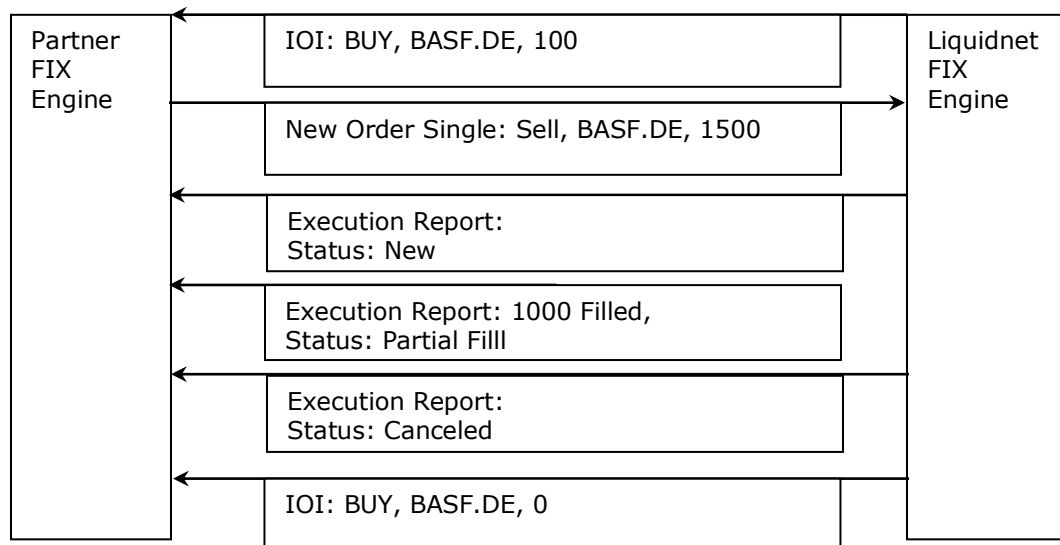 Partner
FIX
Engine
IOI: BUY, BASF.DE, 100
Liquidnet
FIX
Engine
New Order Single: Sell, BASF.DE, 1500
Execution Report:
Status: New
Execution Report: 1000 Filled,
Status: Partial Filll
Execution Report:
Status: Canceled
IOI: BUY, BASF.DE, 0